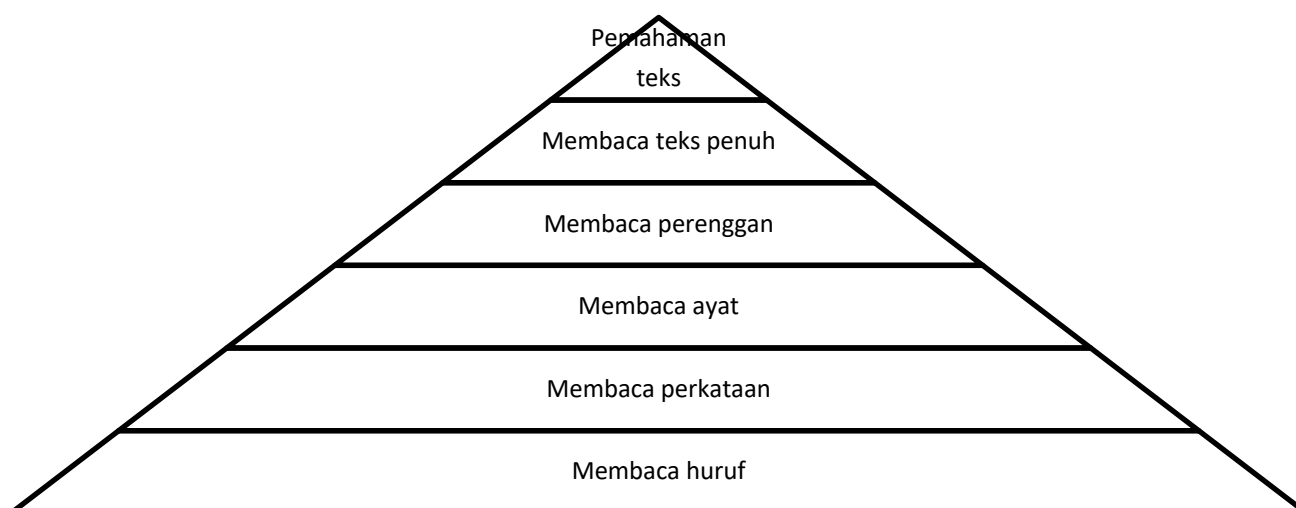 Pemahaman
teks
Membaca teks penuh
Membaca perenggan
Membaca ayat
Membaca perkataan
Membaca huruf